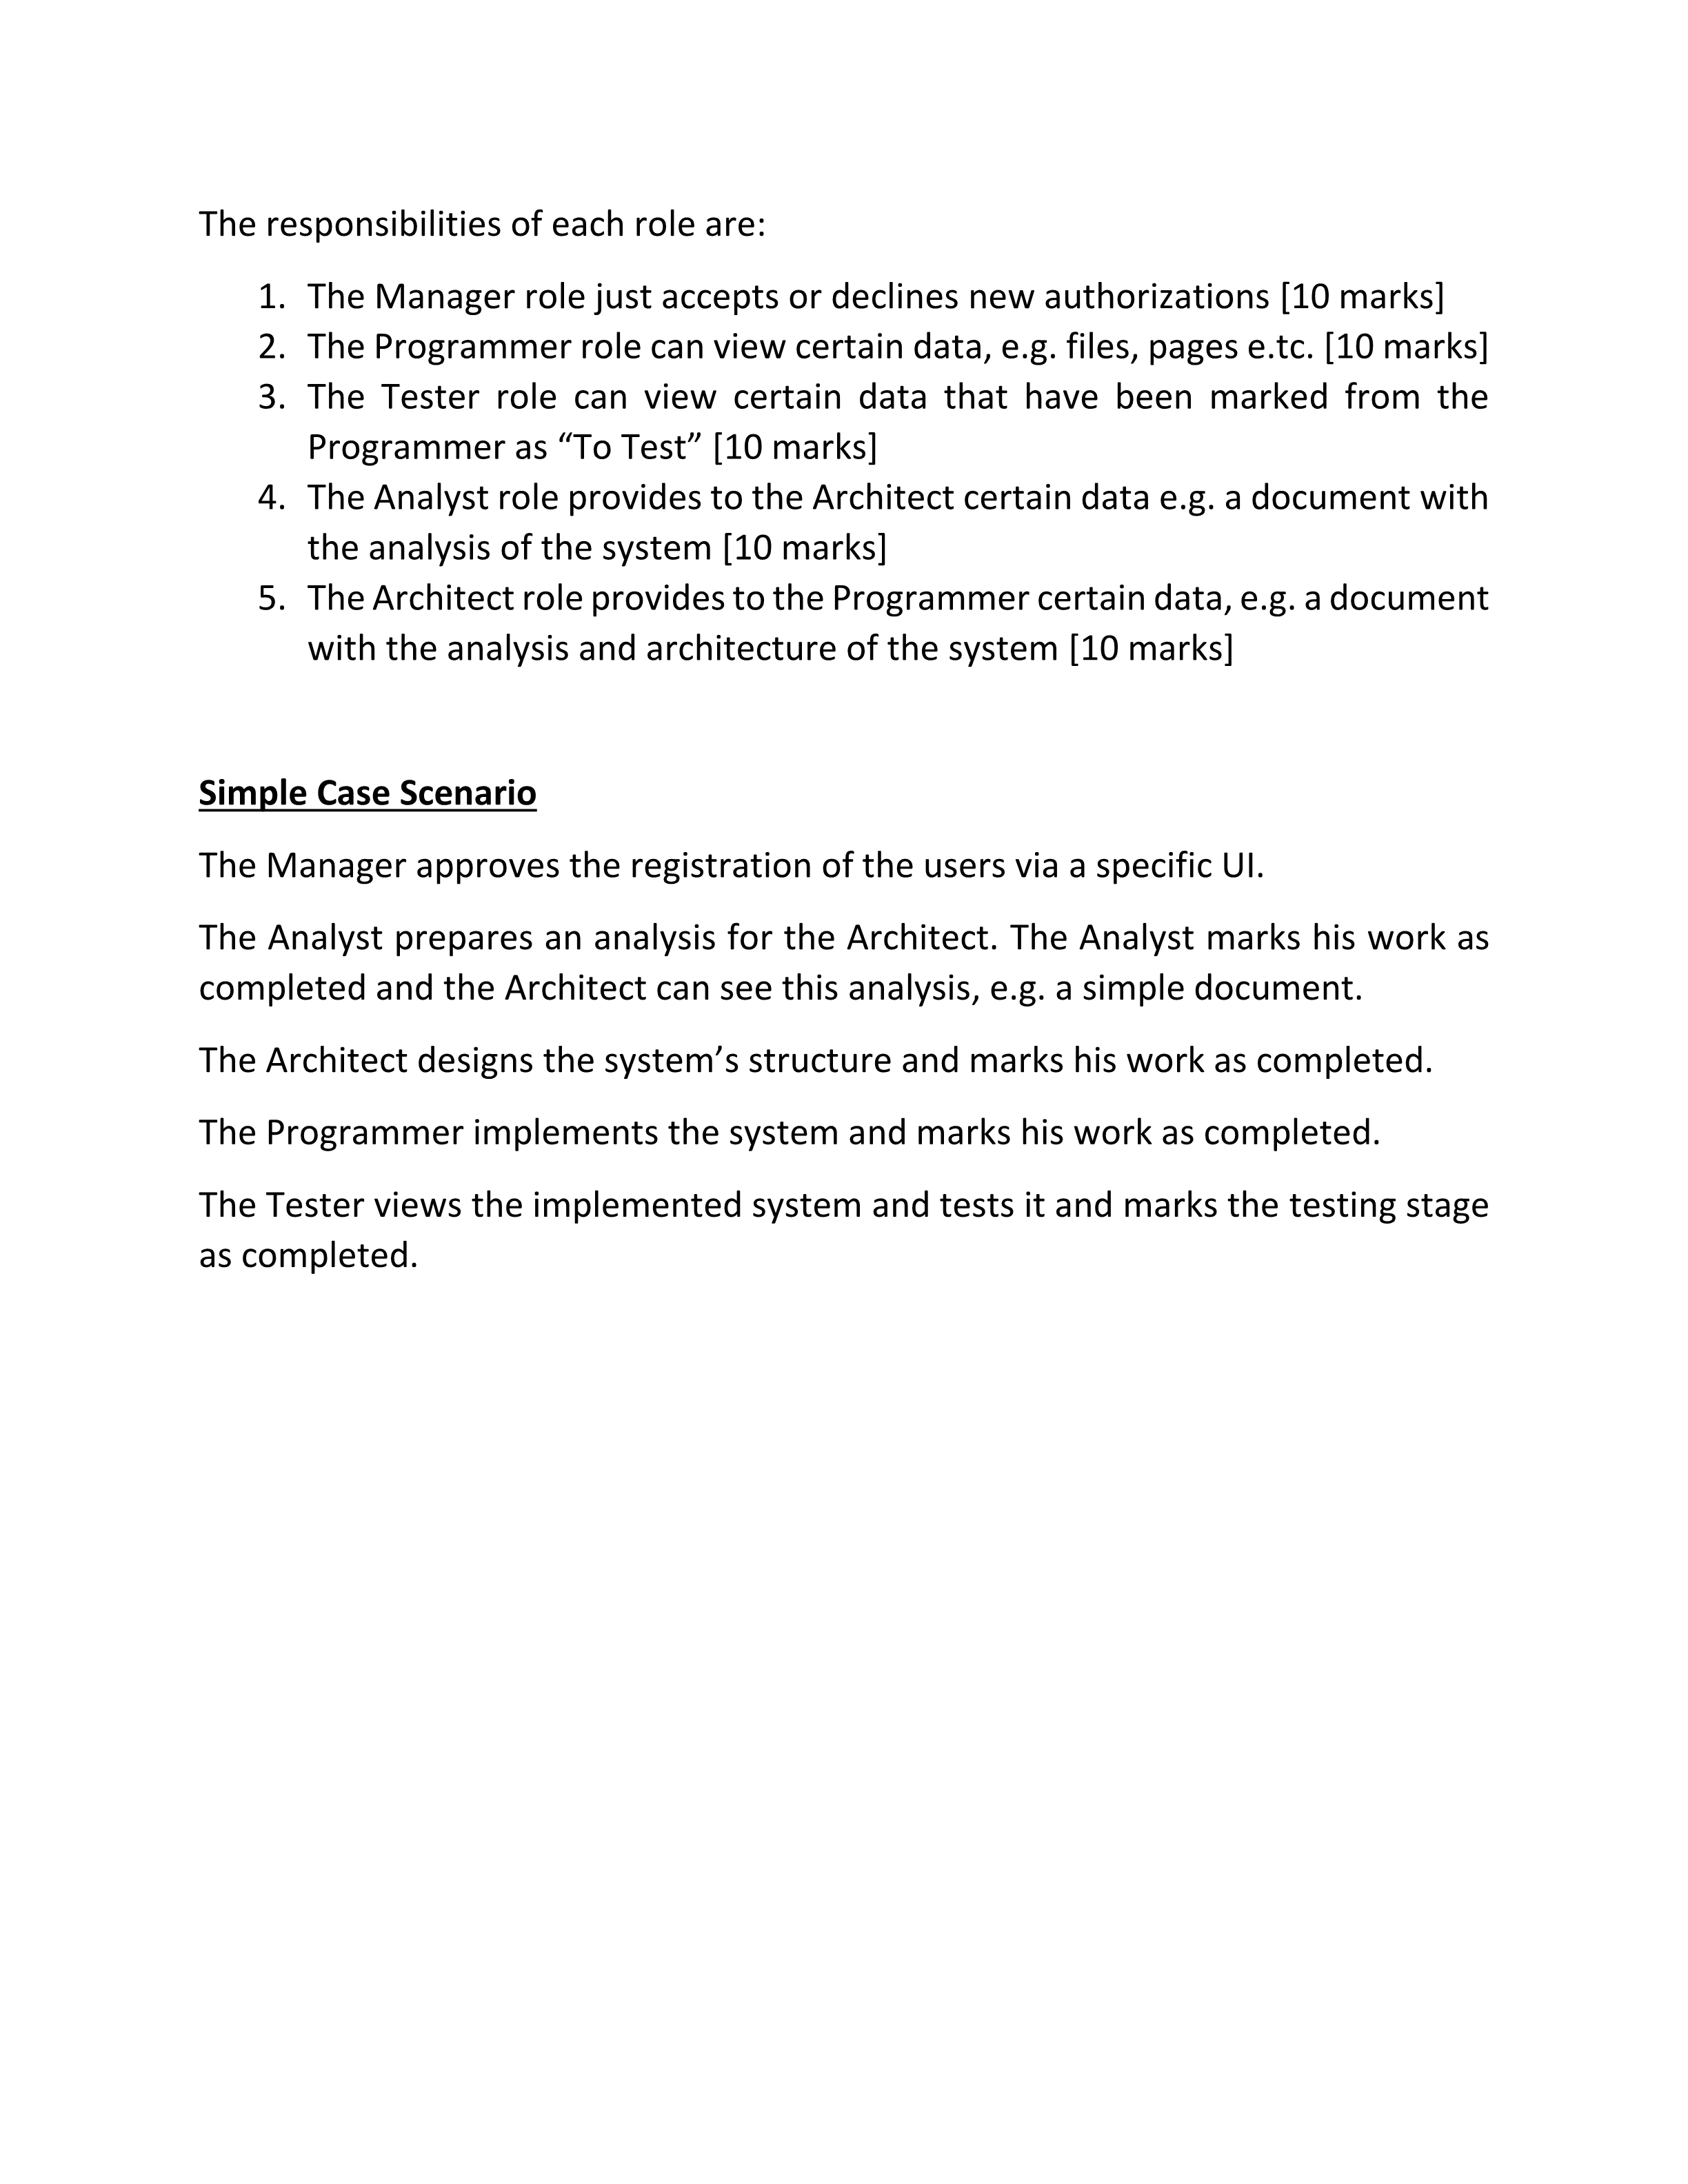 The responsibilities of each role are:
1. The Manager role just accepts or declines new authorizations [10 marks]
2. The Programmer role can view certain data, e.g. files, pages e.tc. [10 marks]
3. The Tester role can view certain data that have been marked from the
Programmer as “To Test” [10 marks]
4. The Analyst role provides to the Architect certain data e.g. a document with
the analysis of the system [10 marks]
5. The Architect role provides to the Programmer certain data, e.g. a document
with the analysis and architecture of the system [10 marks]
Simple Case Scenario
The Manager approves the registration of the users via a specific UI.
The Analyst prepares an analysis for the Architect. The Analyst marks his work as
completed and the Architect can see this analysis, e.g. a simple document.
The Architect designs the system’s structure and marks his work as completed.
The Programmer implements the system and marks his work as completed.
The Tester views the implemented system and tests it and marks the testing stage
as completed.